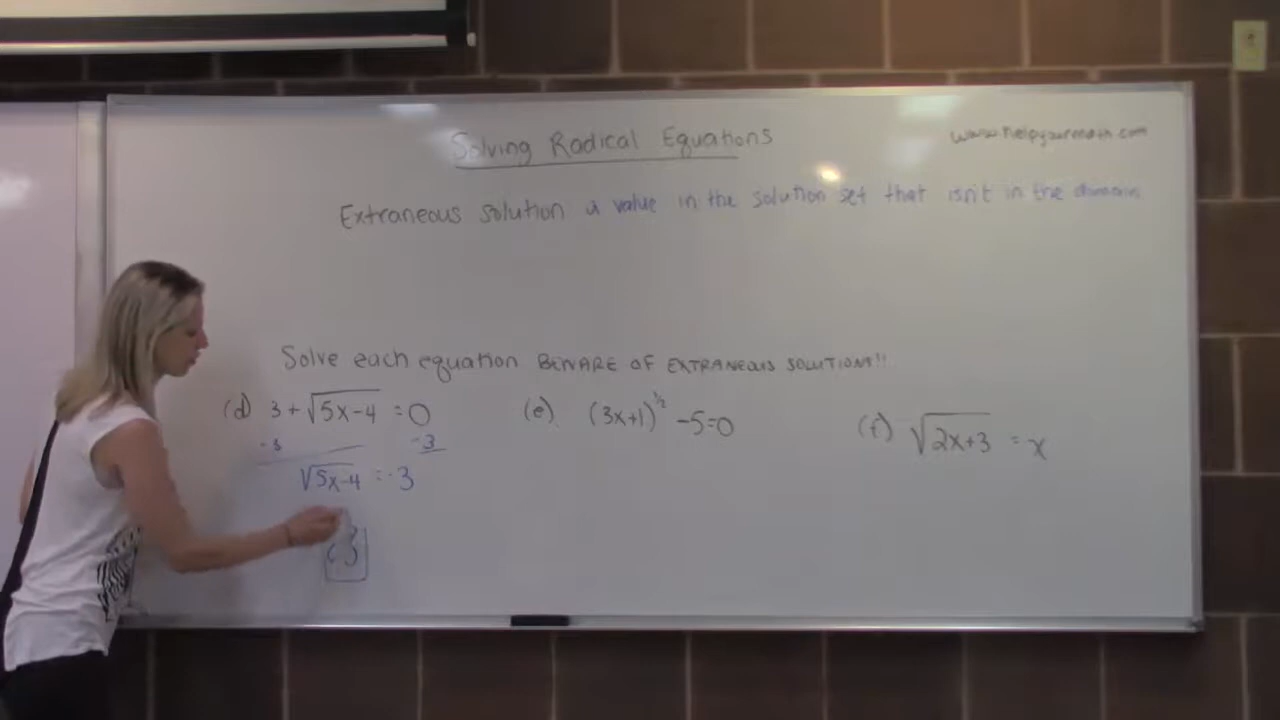 Solving Radical Equations
www.helpyourmath.com
Extraneous solution a value in the solution set that isn't in the domain
Solve each equation BEWARE OF EXTRANEOUS SOLUTIONS!!
(d) 3 + √5x-4 = 0
-3 -3
√5x-4 = -3
{ }
(e) (3x+1)^1/2 -5=0
(f) √2x+3 = x